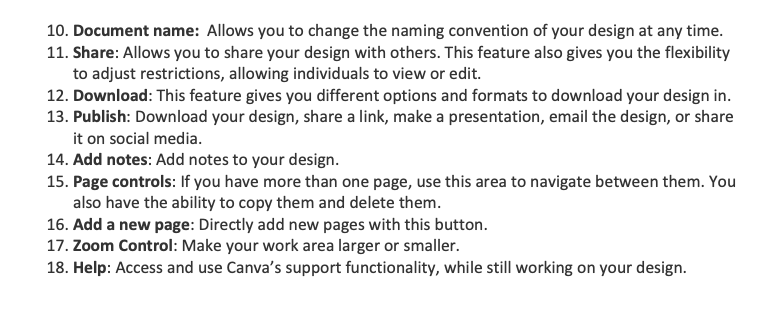 10. Document name:  Allows you to change the naming convention of your design at any time.
11. Share: Allows you to share your design with others. This feature also gives you the flexibility
to adjust restrictions, allowing individuals to view or edit.
12. Download: This feature gives you different options and formats to download your design in.
13. Publish: Download your design, share a link, make a presentation, email the design, or share
it on social media.
14. Add notes: Add notes to your design.
15. Page controls: If you have more than one page, use this area to navigate between them. You
also have the ability to copy them and delete them.
16. Add a new page: Directly add new pages with this button.
17. Zoom Control: Make your work area larger or smaller.
18. Help: Access and use Canva’s support functionality, while still working on your design.